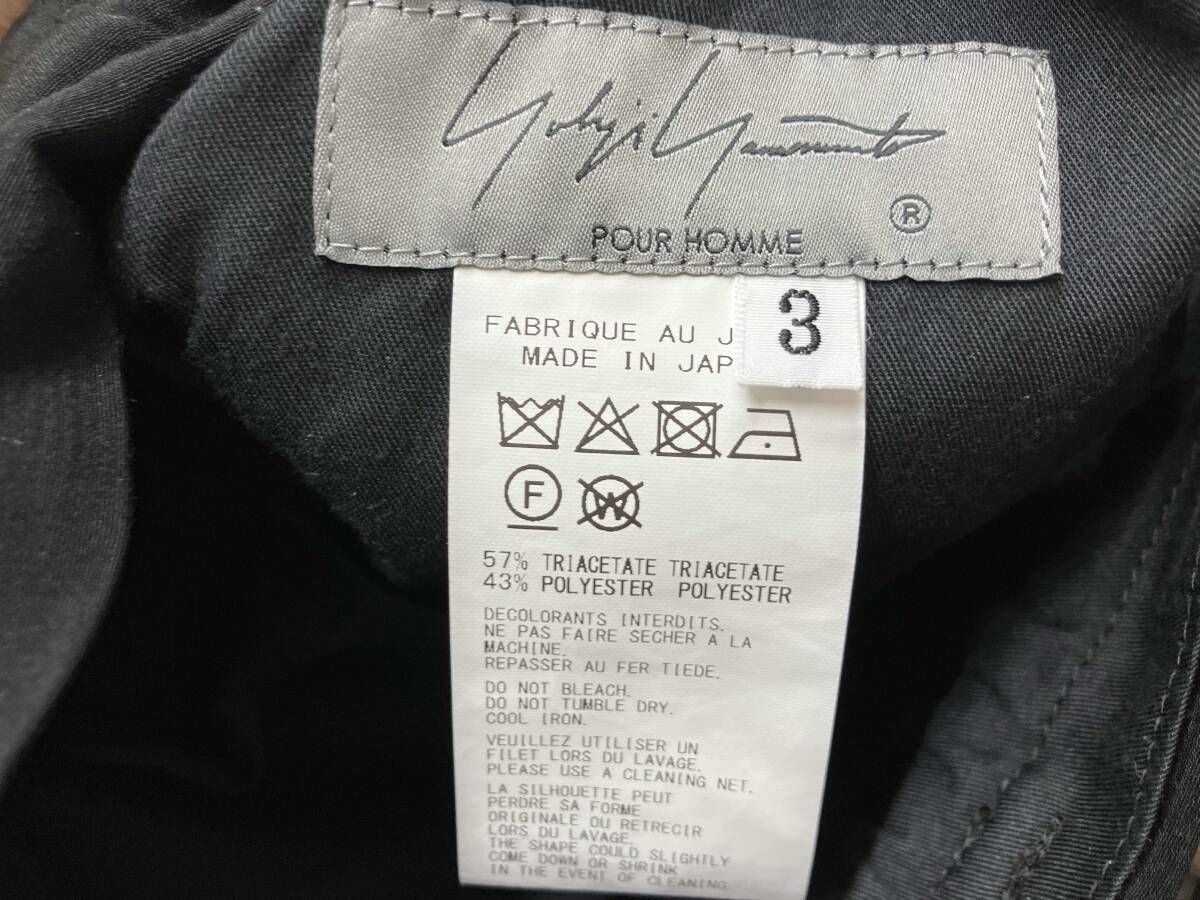 Yohji Yamamoto
®
POUR HOMME
3
FABRIQUE AU J
MADE IN JAP
F
W
57% TRIACETATE TRIACETATE
43% POLYESTER POLYESTER
DECOLORANTS INTERDITS.
NE PAS FAIRE SECHER A LA
MACHINE.
REPASSER AU FER TIEDE.
DO NOT BLEACH.
DO NOT TUMBLE DRY.
COOL IRON.
VEUILLEZ UTILISER UN
FILET LORS DU LAVAGE.
PLEASE USE A CLEANING NET.
LA SILHOUETTE PEUT
PERDRE SA FORME
ORIGINALE OU RETRECIR
LORS DU LAVAGE.
THE SHAPE COULD SLIGHTLY
COME DOWN OR SHRINK
IN THE EVENT OF CLEANING.